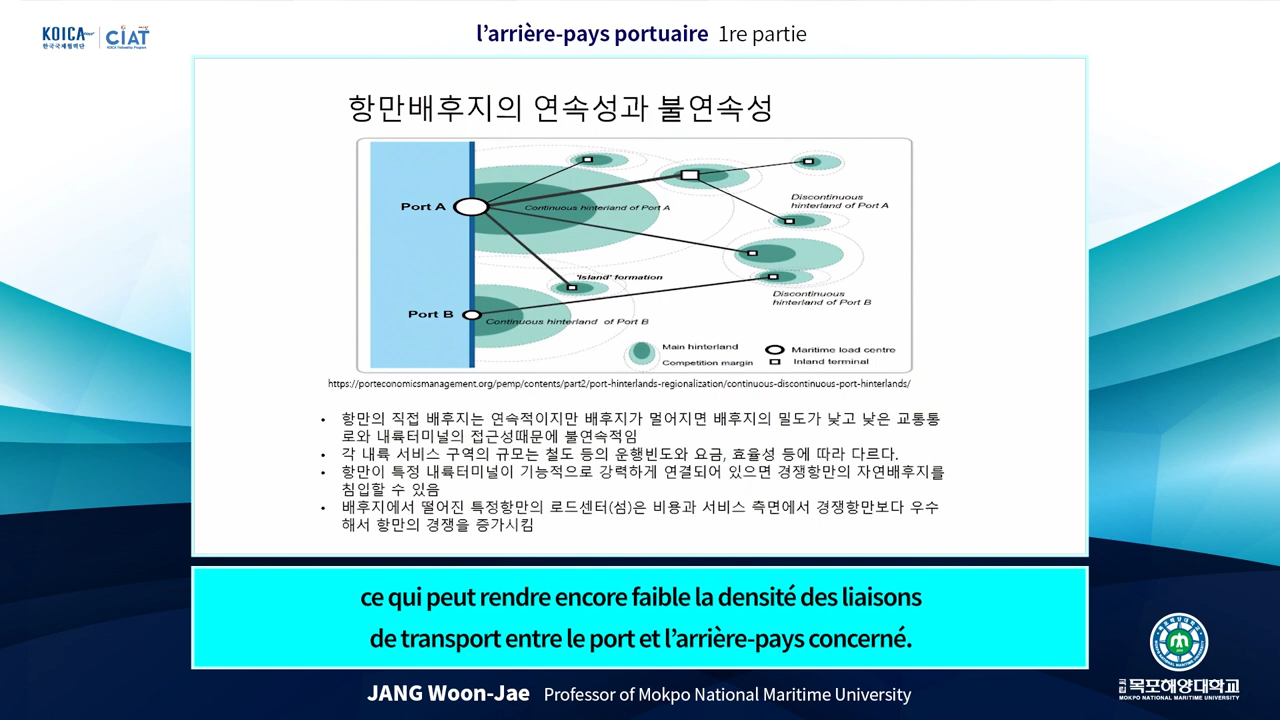 KOICA
한국국제협력단
CIAT
KOICA Fellowship Program
l'arrière-pays portuaire 1re partie
항만배후지의 연속성과 불연속성
Port A
Continuous hinterland of Port A
Discontinuous
hinterland of Port A
'Island' formation
Discontinuous
hinterland of Port B
Port B
Continuous hinterland of Port B
Main hinterland
Competition margin
Maritime load centre
Inland terminal
https://porteconomicsmanagement.org/pemp/contents/part2/port-hinterlands-regionalization/continuous-discontinuous-port-hinterlands/
• 항만의 직접 배후지는 연속적이지만 배후지가 멀어지면 배후지의 밀도가 낮고 낮은 교통통
로와 내륙터미널의 접근성때문에 불연속적임
• 각 내륙 서비스 구역의 규모는 철도 등의 운행빈도와 요금, 효율성 등에 따라 다르다.
• 항만이 특정 내륙터미널이 기능적으로 강력하게 연결되어 있으면 경쟁항만의 자연배후지를
침입할 수 있음
• 배후지에서 떨어진 특정항만의 로드센터(섬)은 비용과 서비스 측면에서 경쟁항만보다 우수
해서 항만의 경쟁을 증가시킴
ce qui peut rendre encore faible la densité des liaisons
de transport entre le port et l'arrière-pays concerné.
JANG Woon-Jae Professor of Mokpo National Maritime University
국립 목포해양대학교
MOKPO NATIONAL MARITIME UNIVERSITY